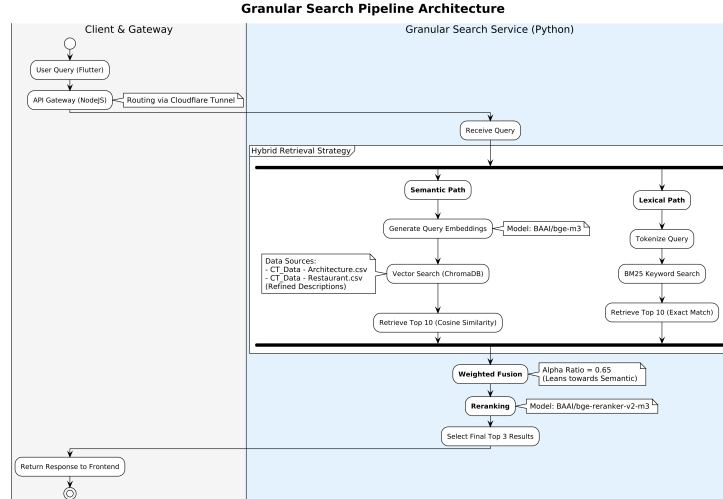 Granular Search Pipeline Architecture
Client & Gateway
Granular Search Service (Python)
User Query (Flutter)
API Gateway (NodeJS)
Routing via Cloudflare Tunnel
Receive Query
Hybrid Retrieval Strategy
Semantic Path
Generate Query Embeddings
Model: BAAI/bge-m3
Data Sources:
- CT_Data - Architecture.csv
- CT_Data - Restaurant.csv
(Refined Descriptions)
Vector Search (ChromaDB)
Retrieve Top 10 (Cosine Similarity)
Lexical Path
Tokenize Query
BM25 Keyword Search
Retrieve Top 10 (Exact Match)
Weighted Fusion
Alpha Ratio = 0.65
(Leans towards Semantic)
Reranking
Model: BAAI/bge-reranker-v2-m3
Select Final Top 3 Results
Return Response to Frontend